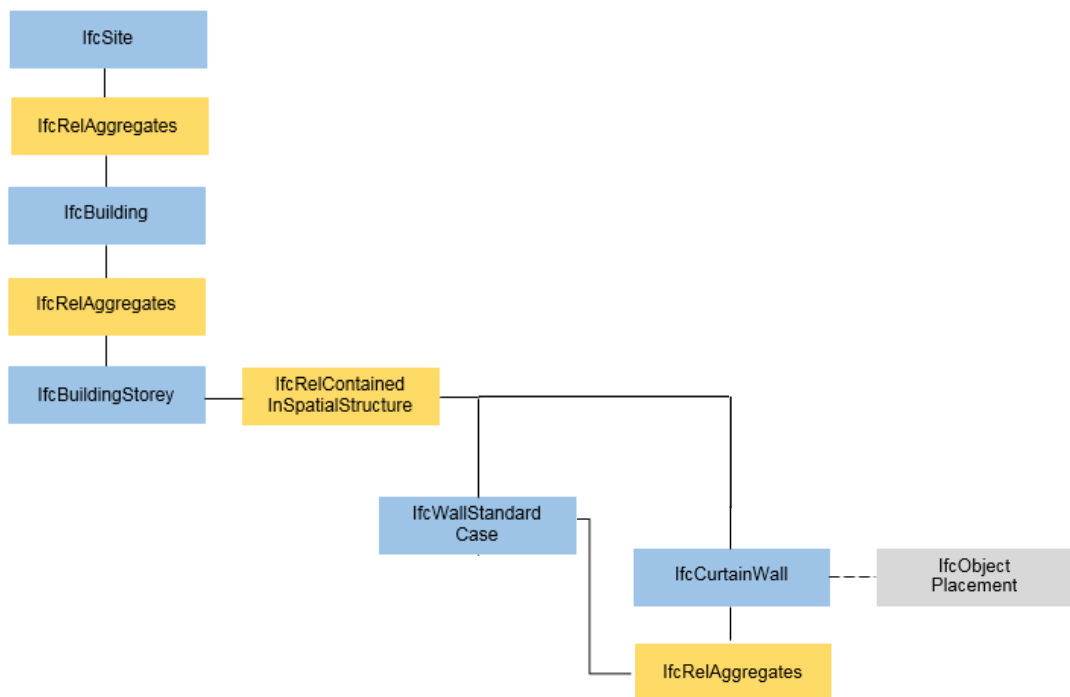 IfcSite
IfcRelAggregates
IfcBuilding
IfcRelAggregates
IfcBuildingStorey
IfcRelContained
InSpatialStructure
IfcWallStandard
Case
IfcCurtainWall
IfcObject
Placement
IfcRelAggregates